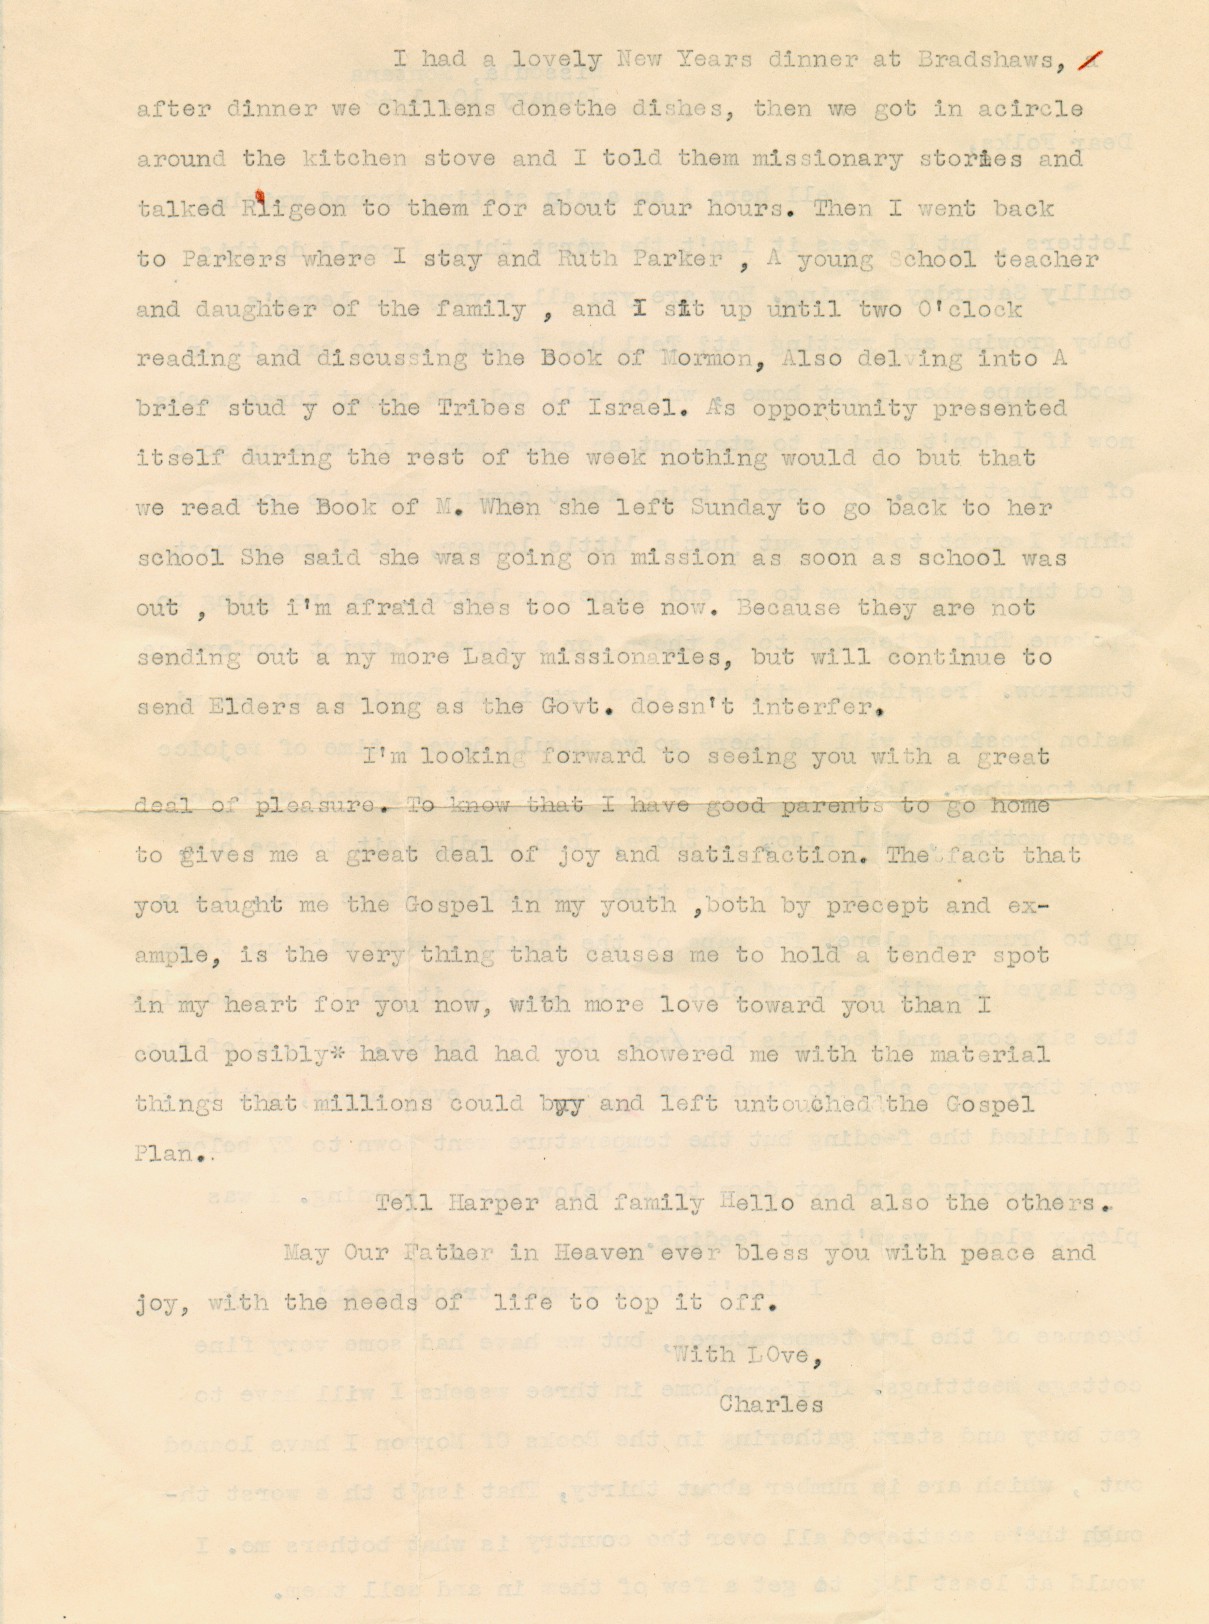 I had a lovely New Years dinner at Bradshaws,
after dinner we chillens donethe dishes, then we got in acircle
around the kitchen stove and I told them missionary stories and
talked Rligeon to them for about four hours. Then I went back
to Parkers where I stay and Ruth Parker , A young School teacher
and daughter of the family , and I sit up until two O'clock
reading and discussing the Book of Mormon, Also delving into A
brief stud y of the Tribes of Israel. As opportunity presented
itself during the rest of the week nothing would do but that
we read the Book of M. When she left Sunday to go back to her
school She said she was going on mission as soon as school was
out , but i'm afraid shes too late now. Because they are not
sending out a ny more Lady missionaries, but will continue to
send Elders as long as the Govt. doesn't interfer.
I'm looking forward to seeing you with a great
deal of pleasure. To know that I have good parents to go home
to gives me a great deal of joy and satisfaction. The fact that
you taught me the Gospel in my youth ,both by precept and ex-
ample, is the very thing that causes me to hold a tender spot
in my heart for you now, with more love toward you than I
could posibly* have had had you showered me with the material
things that millions could buy and left untouched the Gospel
Plan.
Tell Harper and family Hello and also the others.
May Our Father in Heaven ever bless you with peace and
joy, with the needs of life to top it off.
With LOve,
Charles